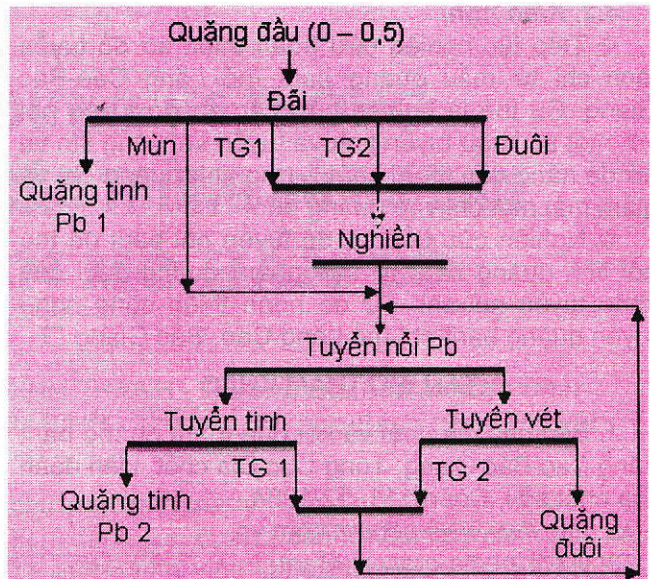 Quặng đầu (0 – 0,5)
Đãi
Mùn TG1 TG2 Đuôi
Quặng tinh
Pb 1
Nghiền
Tuyển nổi Pb
Tuyển tinh Tuyển vét
TG 1 TG 2
Quặng tinh
Pb 2
Quặng
đuôi